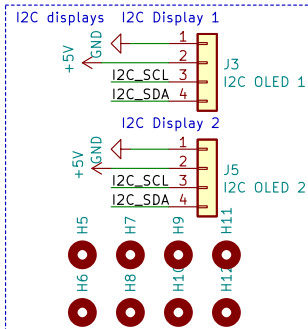 I2C displays
I2C Display 1
GND
+5V
1
2
3
4
I2C_SCL
I2C_SDA
J3
I2C OLED 1
I2C Display 2
GND
+5V
1
2
3
4
I2C_SCL
I2C_SDA
J5
I2C OLED 2
H5
H7
H9
H11
H6
H8
H10
H12